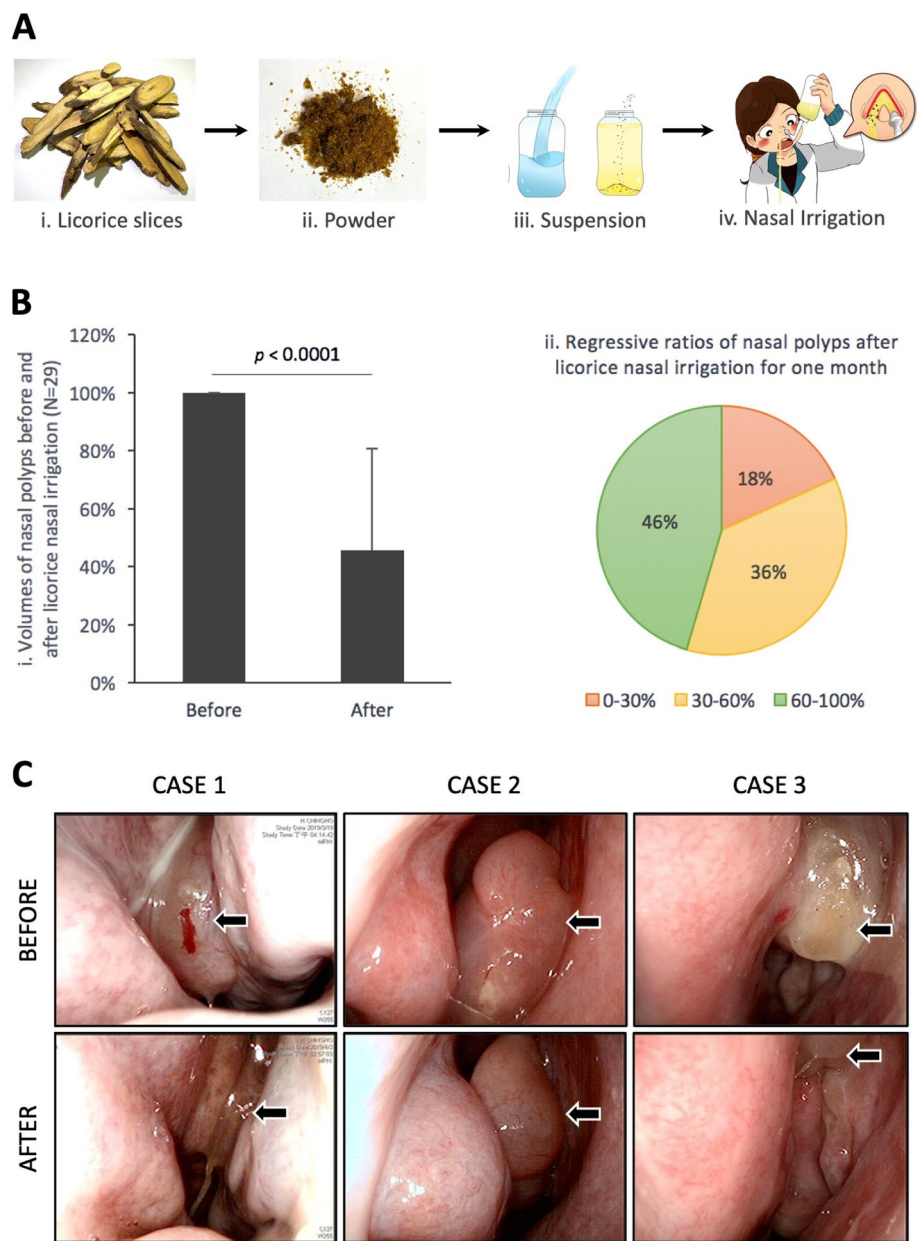 A
i. Licorice slices
ii. Powder
iii. Suspension
iv. Nasal Irrigation
B
i. Volumes of nasal polyps before and
after licorice nasal irrigation (N=29)
120%
100%
80%
60%
40%
20%
0%
p < 0.0001
Before
After
ii. Regressive ratios of nasal polyps after
licorice nasal irrigation for one month
18%
36%
46%
0-30%
30-60%
60-100%
C
CASE 1
CASE 2
CASE 3
BEFORE
AFTER